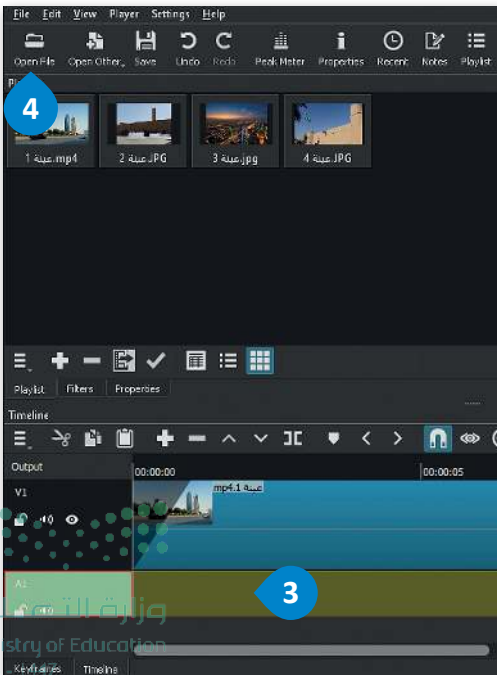 File Edit View Player Settings Help
Open File Open Other.. Save Undo Redo Peak Meter Properties Recent Notes Playlist
4
عينة 1.mp4 عينة 2.JPG عينة 3.jpg عينة 4.JPG
Playlist Filters Properties
Timeline
Output 00:00:00 00:00:05
V1
mp4.1 عينة
A1
3
وزارة التعليم
stry of Education
Keyframes Timeline